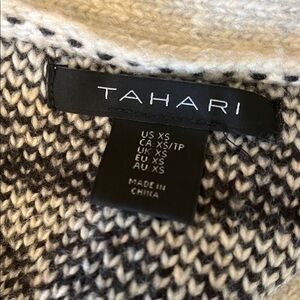 TAHARI
US XS
CA XS/TP
UK XS
EU XS
AU XS
MADE IN
CHINA